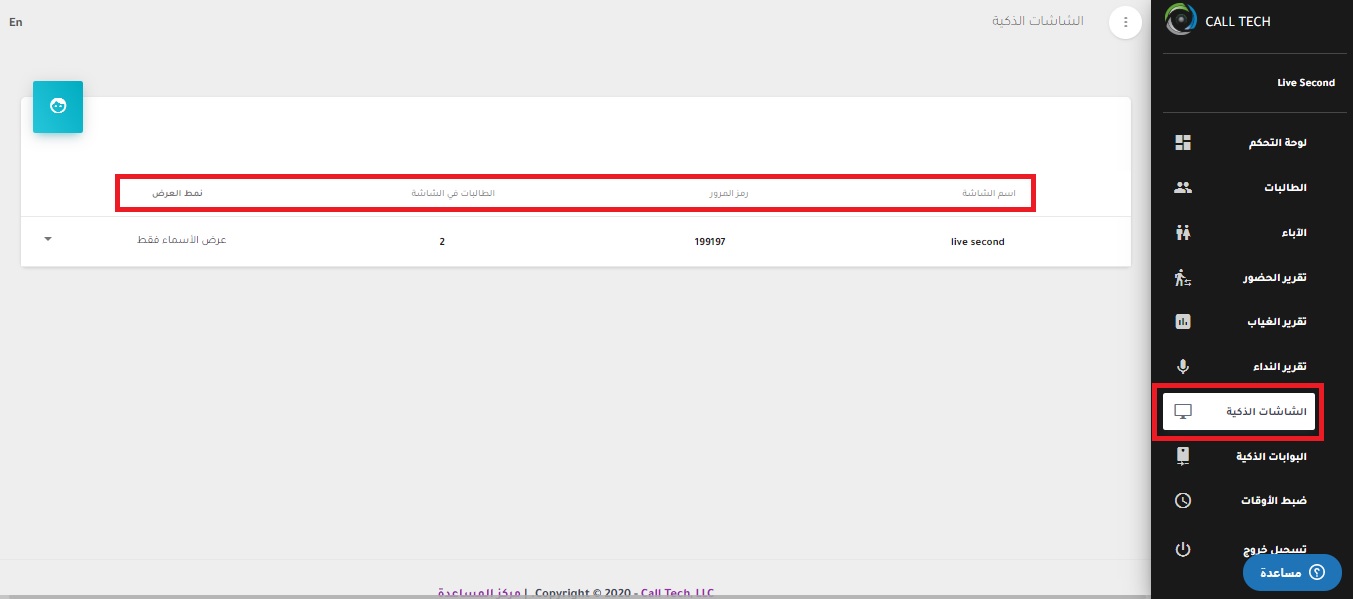 CALL TECH
Live Second
لوحة التحكم
الطالبات
الآباء
تقرير الحضور
تقرير الغياب
تقرير النداء
الشاشات الذكية
البوابات الذكية
ضبط الأوقات
تسجيل خروج
مساعدة
الشاشات الذكية
En
اسم الشاشة رمز المرور الطالبات في الشاشة نمط العرض
live second 199197 2 عرض الأسماء فقط
مركز المساعدة | Copyright © 2020 - Call Tech, LLC